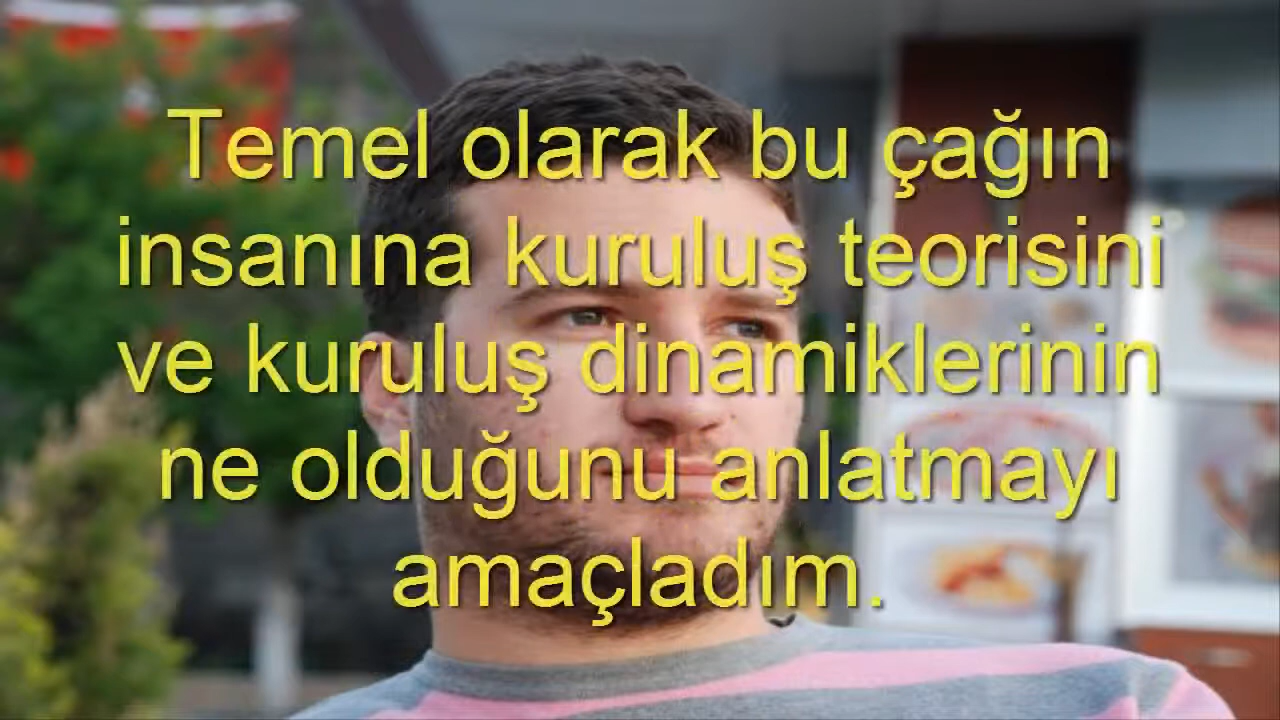 Temel olarak bu çağın
insanına kuruluş teorisini
ve kuruluş dinamiklerinin
ne olduğunu anlatmayı
amaçladım.